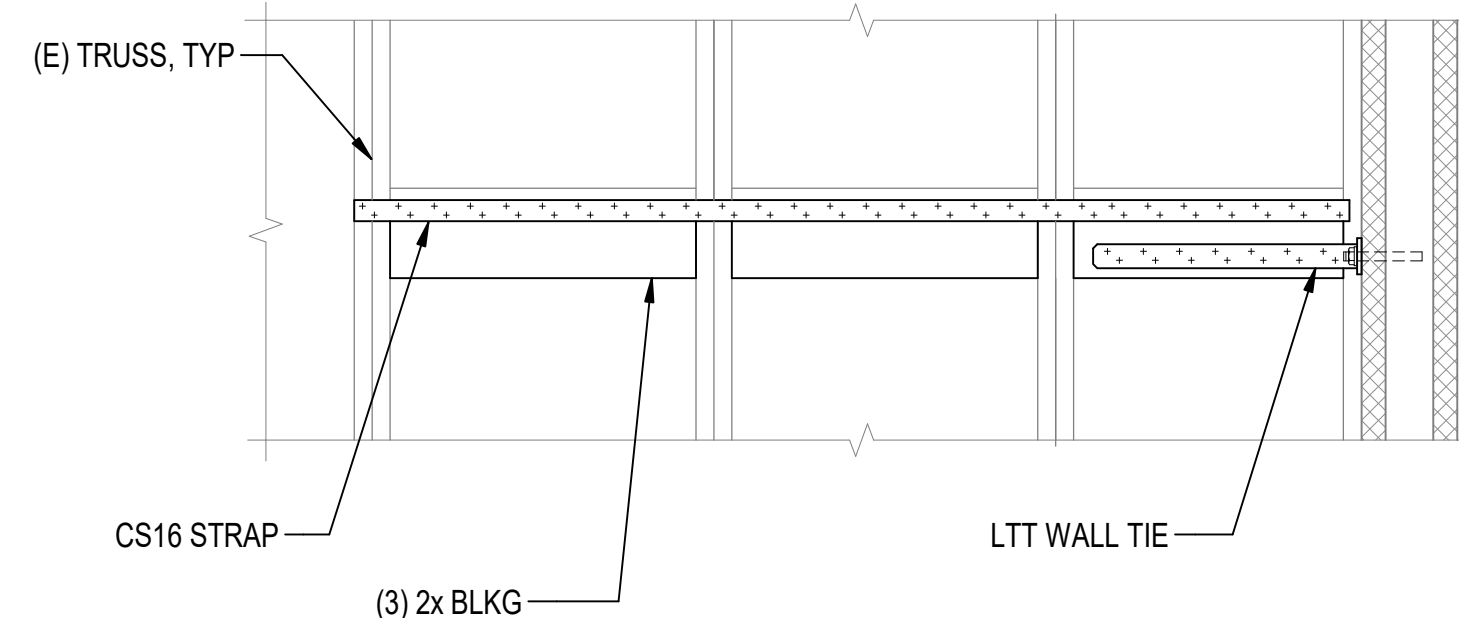 (E) TRUSS, TYP
CS16 STRAP
LTT WALL TIE
(3) 2x BLKG